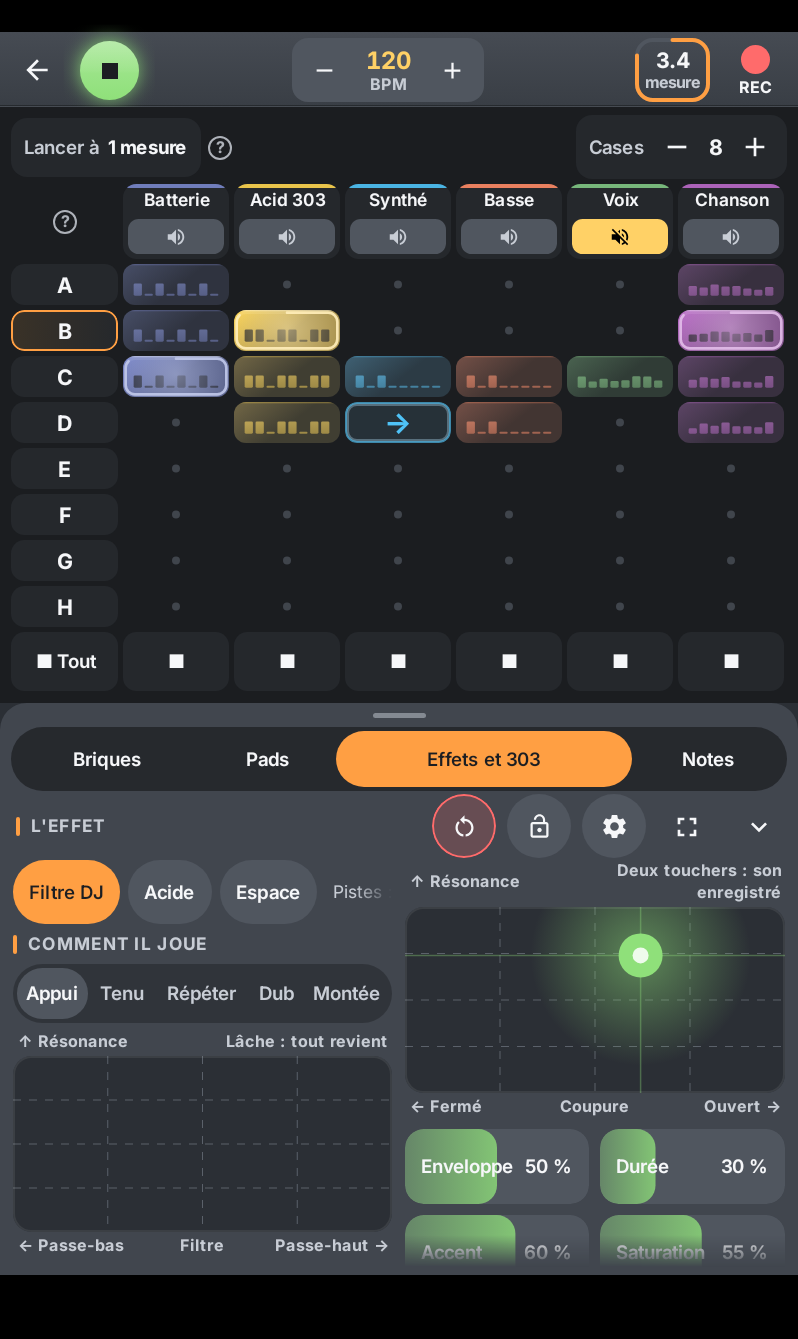 120
BPM
3.4
mesure
REC
Lancer à 1 mesure
?
Cases
8
?
Batterie
Acid 303
Synthé
Basse
Voix
Chanson
A
B
C
D
E
F
G
H
Tout
Briques
Pads
Effets et 303
Notes
L'EFFET
Filtre DJ
Acide
Espace
Pistes
COMMENT IL JOUE
Appui
Tenu
Répéter
Dub
Montée
↑ Résonance
Lâche : tout revient
← Passe-bas
Filtre
Passe-haut →
↑ Résonance
Deux touchers : son
enregistré
← Fermé
Coupure
Ouvert →
Enveloppe 50 %
Durée 30 %
Accent 60 %
Saturation 55 %